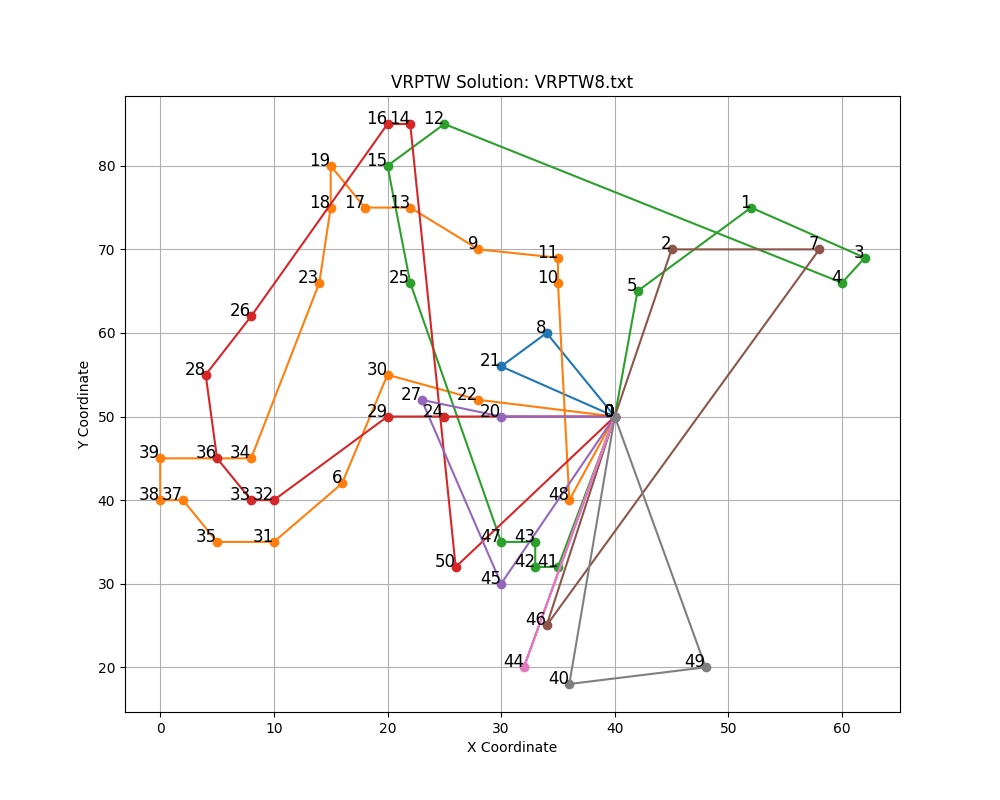 VRPTW Solution: VRPTW8.txt
16 14 12
19 15
18 17 13 1
9 11 2 7 3
23 25 10 5 4
26 8
28 30 21
27 22
29 24 20 0
39 36 34
38 37 33 32 6 48
35 31 47 43
50 42 41
45
46
44 40 49
80
70
60
50
40
30
20
Y Coordinate
0 10 20 30 40 50 60
X Coordinate